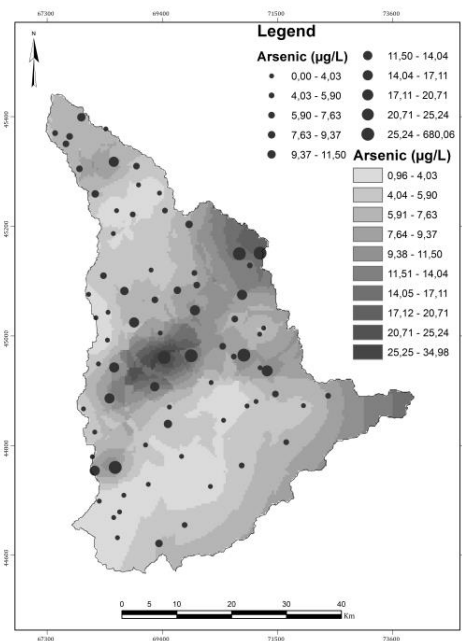 67300 69400 71500 73600
N
Legend
Arsenic (µg/L)
0,00 - 4,03
4,03 - 5,90
5,90 - 7,63
7,63 - 9,37
9,37 - 11,50
11,50 - 14,04
14,04 - 17,11
17,11 - 20,71
20,71 - 25,24
25,24 - 680,06
Arsenic (µg/L)
0,96 - 4,03
4,04 - 5,90
5,91 - 7,63
7,64 - 9,37
9,38 - 11,50
11,51 - 14,04
14,05 - 17,11
17,12 - 20,71
20,71 - 25,24
25,25 - 34,98
45400
45200
45000
44800
44600
0 5 10 20 30 40
Km
67300 69400 71500 73600